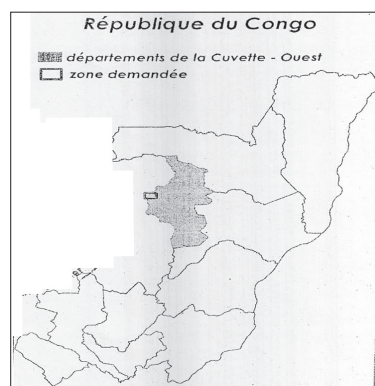 République du Congo
départements de la Cuvette - Ouest
zone demandée